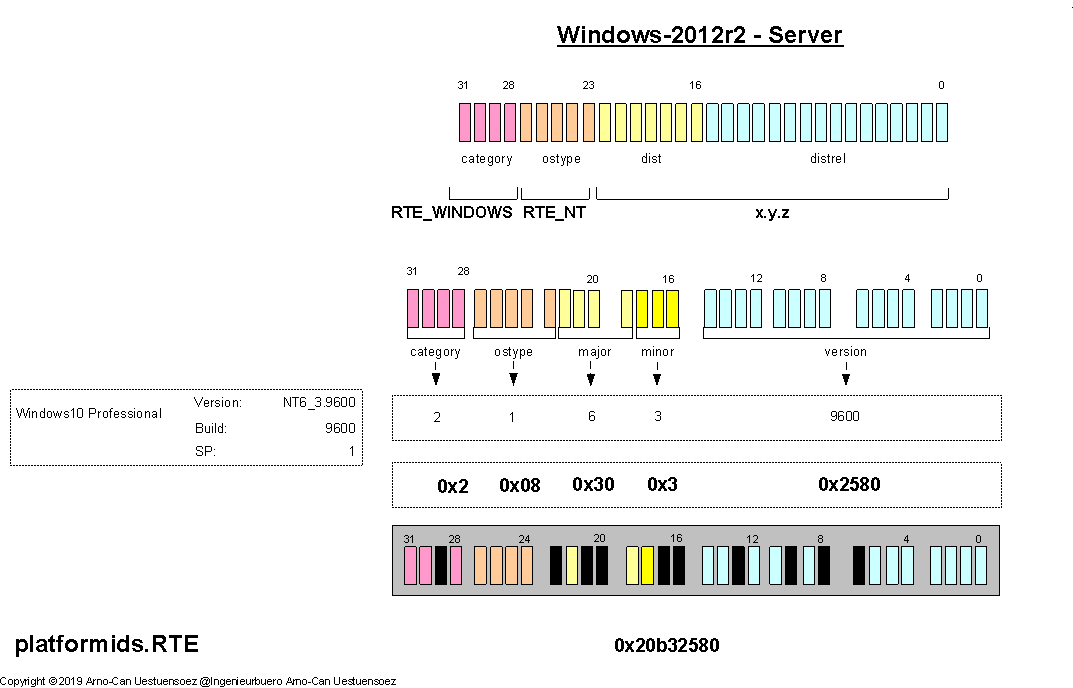 Windows-2012r2 - Server
31 28 23 16 0
category ostype dist distrel
RTE_WINDOWS RTE_NT x.y.z
31 28 20 16 12 8 4 0
category ostype major minor version
Windows10 Professional Version: NT6_3.9600
Build: 9600
SP: 1
2 1 6 3 9600
0x2 0x08 0x30 0x3 0x2580
31 28 24 20 16 12 8 4 0
platformids.RTE 0x20b32580
Copyright ©2019 Arno-Can Uestuensoez @Ingenieurbuero Arno-Can Uestuensoez